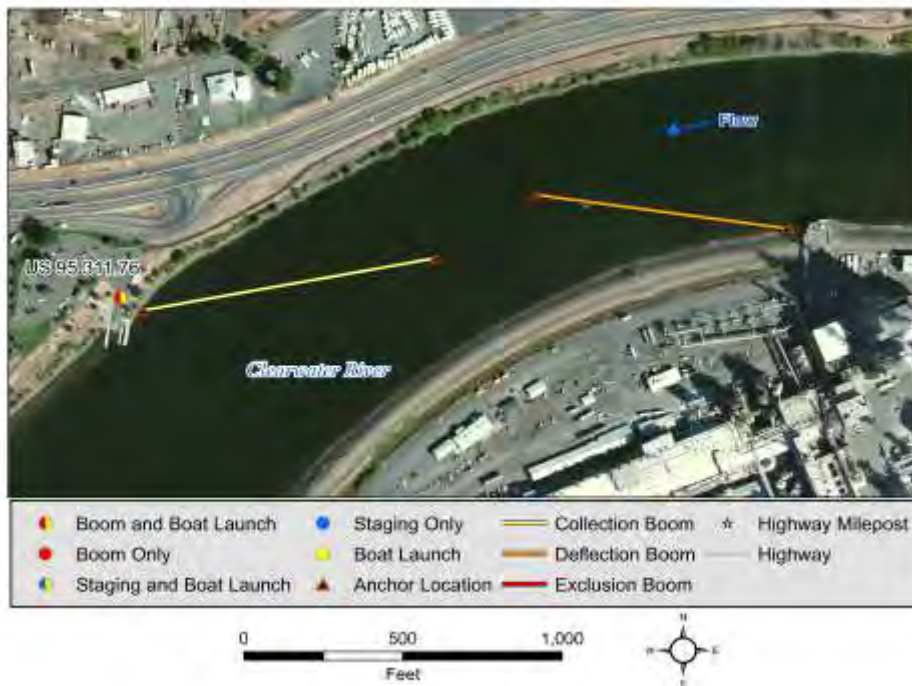 Flow
US 95 311.76
Clearwater River
Boom and Boat Launch
Staging Only
Collection Boom
Highway Milepost
Boom Only
Boat Launch
Deflection Boom
Highway
Staging and Boat Launch
Anchor Location
Exclusion Boom
0 500 1,000
Feet
N
W E
S